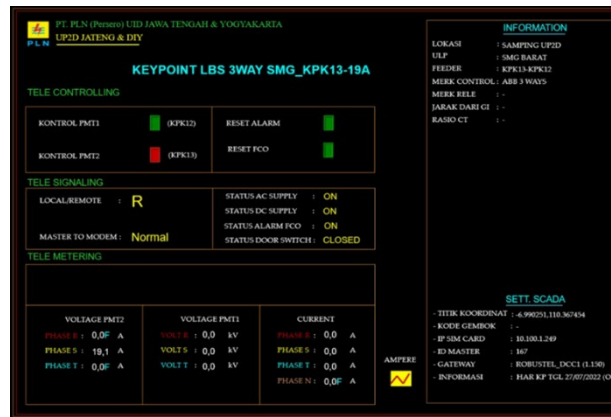 PT. PLN (Persero) UID JAWA TENGAH & YOGYAKARTA
UP2D JATENG & DIY
PLN
KEYPOINT LBS 3WAY SMG_KPK13-19A
TELE CONTROLLING
KONTROL PMT1 (KPK12)
RESET ALARM
KONTROL PMT2 (KPK13)
RESET FCO
TELE SIGNALING
LOCAL/REMOTE : R
MASTER TO MODEM : Normal
STATUS AC SUPPLY : ON
STATUS DC SUPPLY : ON
STATUS ALARM FCO : ON
STATUS DOOR SWITCH : CLOSED
TELE METERING
VOLTAGE PMT2
PHASE R : 0,0F A
PHASE S : 19,1 A
PHASE T : 0,0F A
VOLTAGE PMT1
VOLT R : 0,0 kV
VOLT S : 0,0 kV
VOLT T : 0,0 kV
CURRENT
PHASE R : 0,0 A
PHASE S : 0,0 A
PHASE T : 0,0 A
PHASE N : 0,0F A
AMPERE
INFORMATION
LOKASI : SAMPING UP2D
ULP : SMG BARAT
FEEDER : KPK13-KPK12
MERK CONTROL : ABB 3 WAYS
MERK RELE : -
JARAK DARI GI : -
RASIO CT : -
SETT. SCADA
- TITIK KOORDINAT : -6.990251,110.367454
- KODE GEMBOK : -
- IP SIM CARD : 10.100.1.249
- ID MASTER : 167
- GATEWAY : ROBUSTEL_DCC1 (1.130)
- INFORMASI : HAR KP TGL 27/07/2022 (O